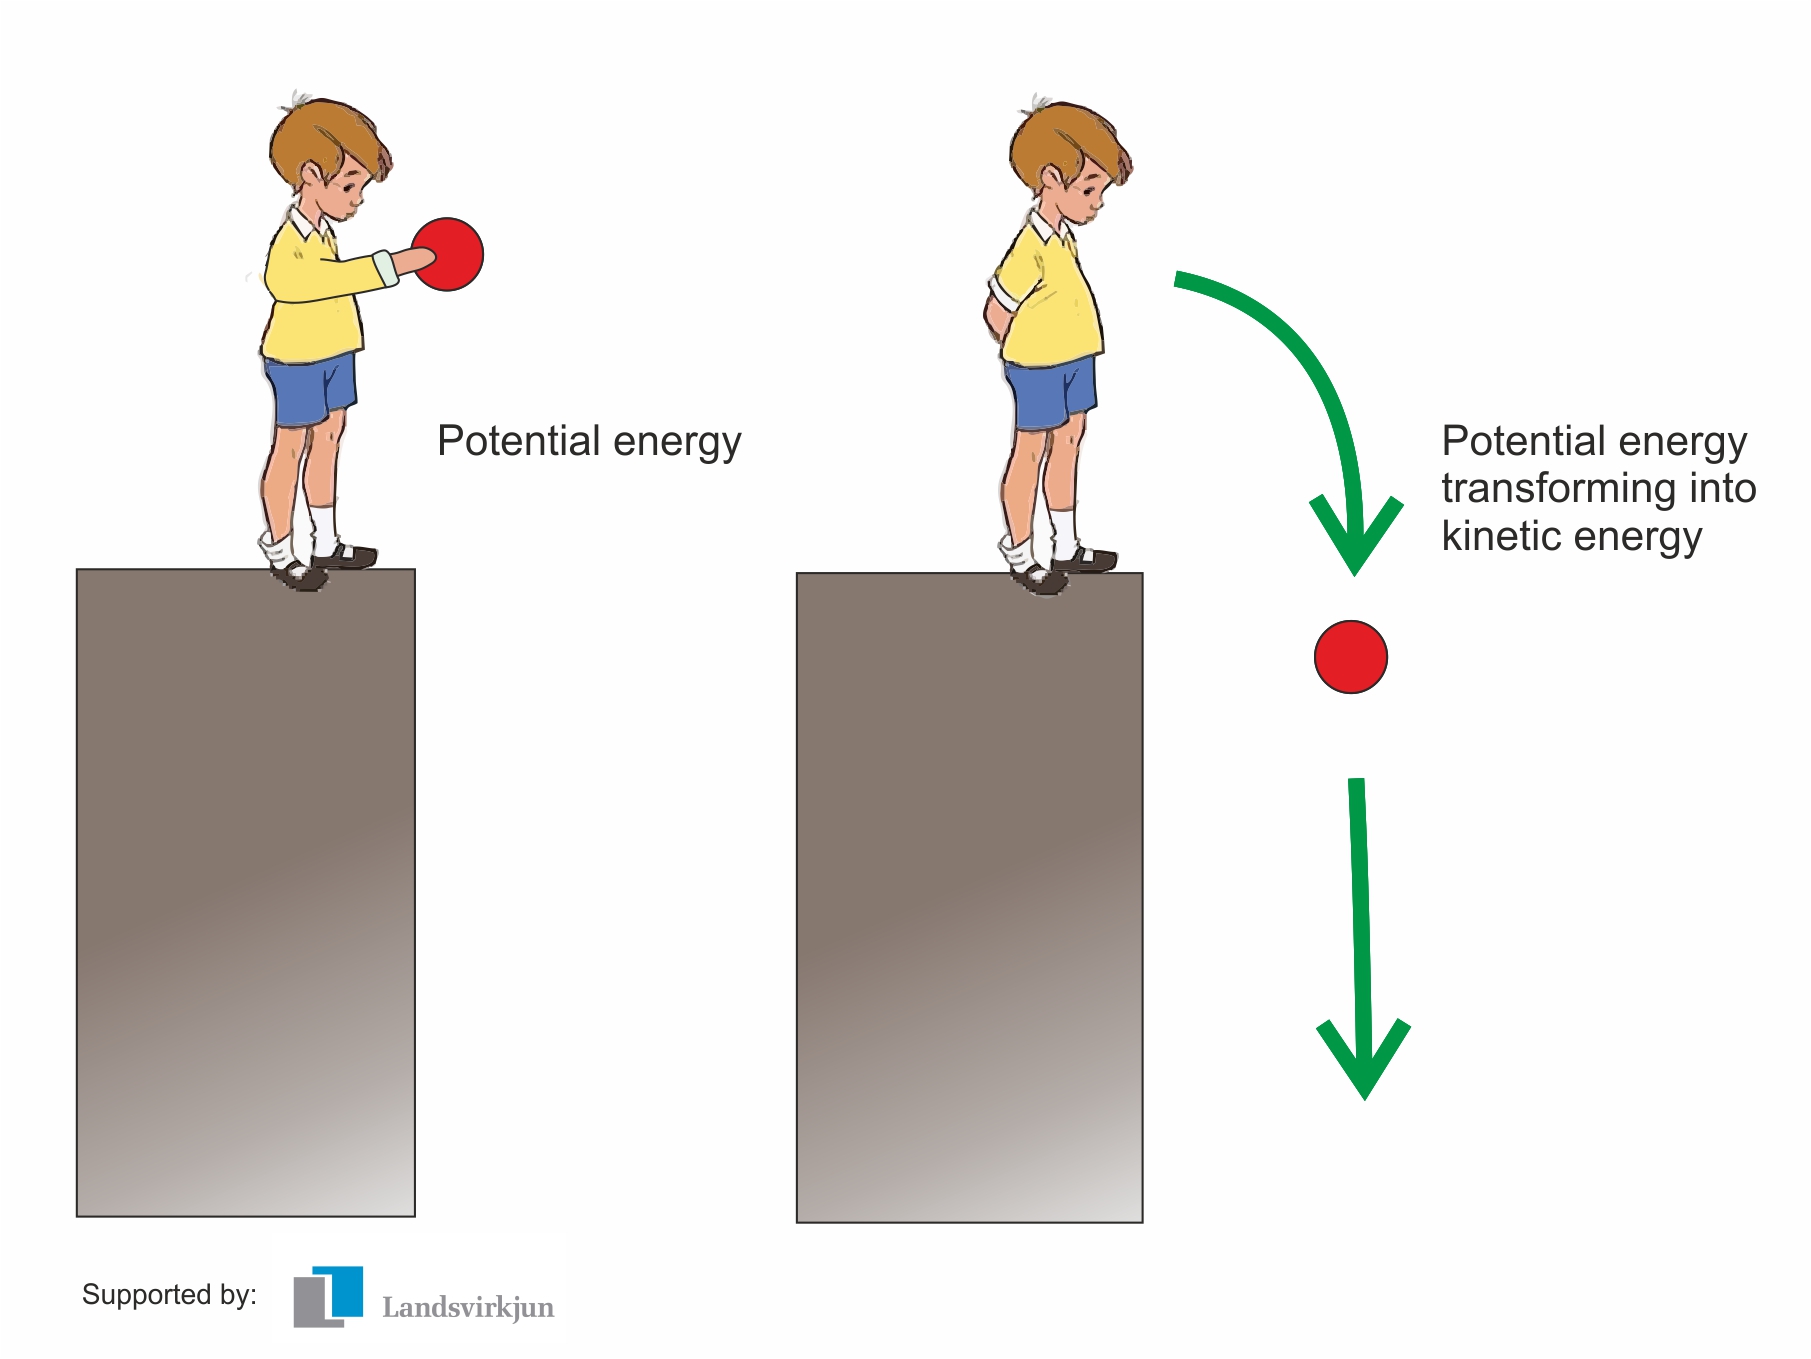 Potential energy
Potential energy
transforming into
kinetic energy
Supported by:
Landsvirkjun